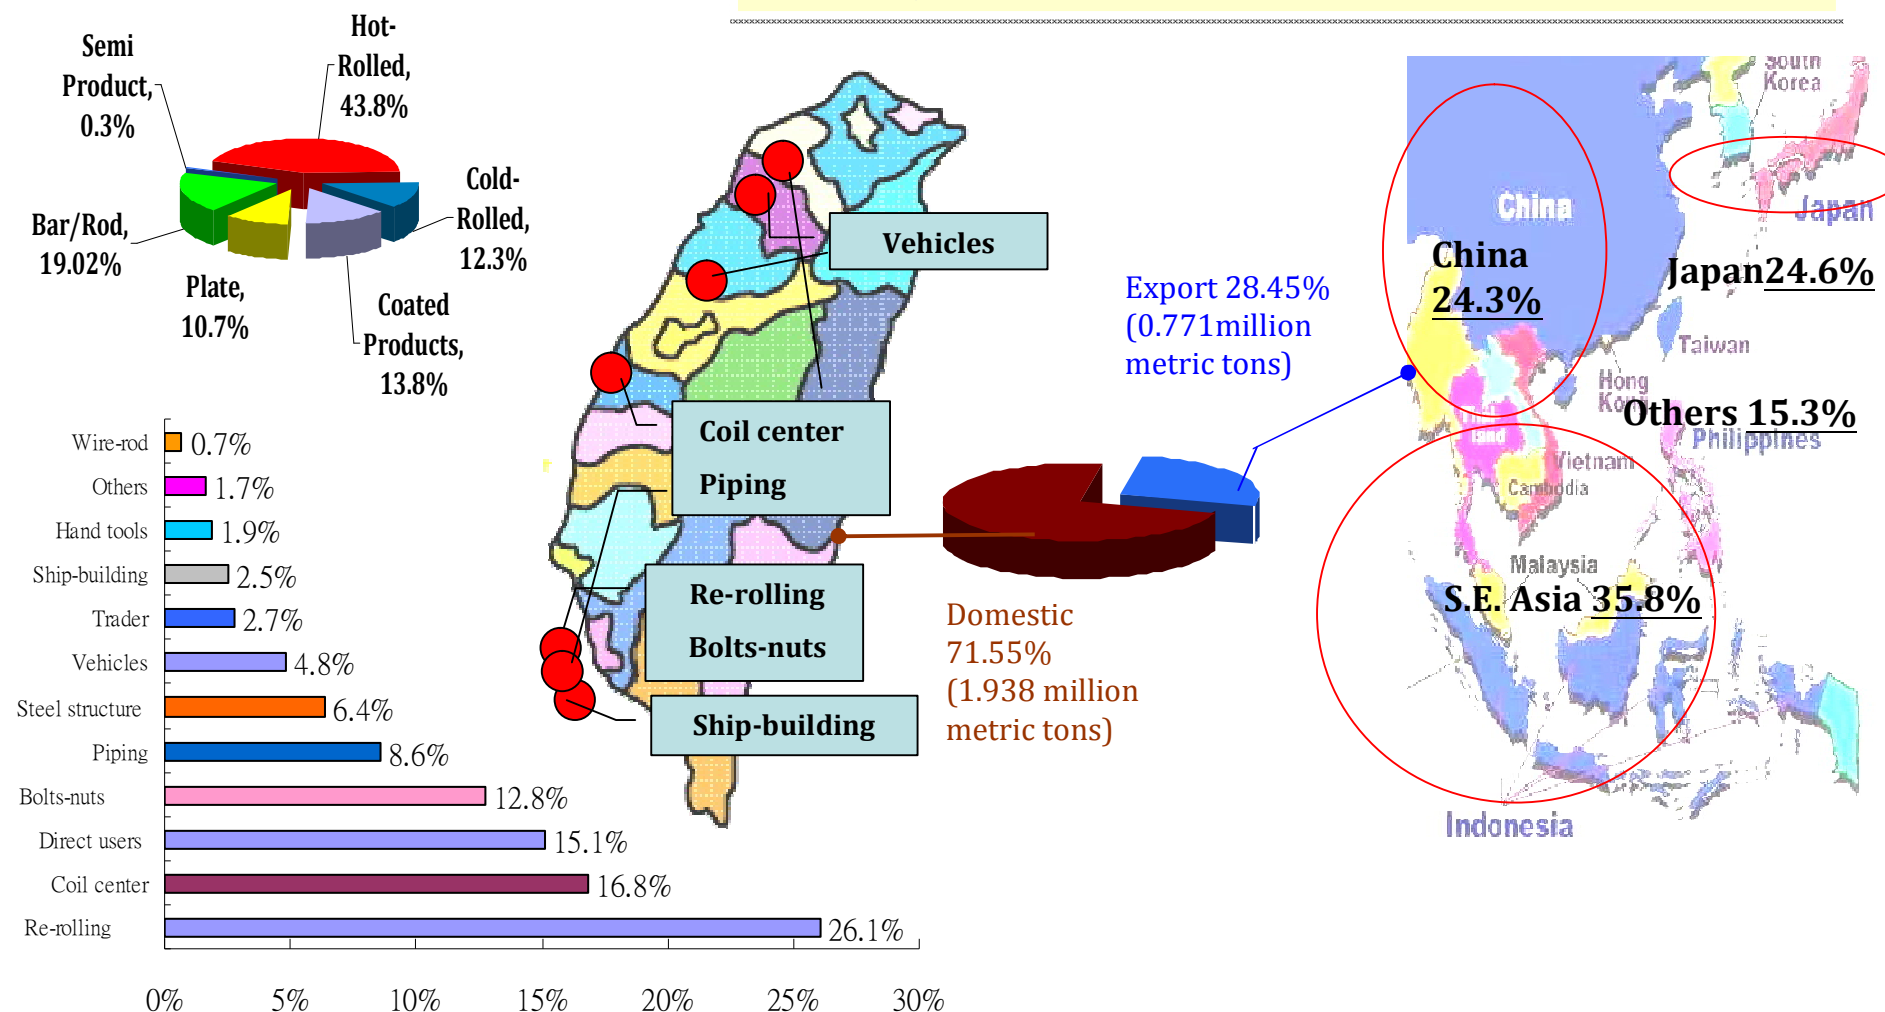 Semi
Product,
0.3%
Hot-
Rolled,
43.8%
Cold-
Rolled,
12.3%
Bar/Rod,
19.02%
Plate,
10.7%
Coated
Products,
13.8%
Wire-rod 0.7%
Others 1.7%
Hand tools 1.9%
Ship-building 2.5%
Trader 2.7%
Vehicles 4.8%
Steel structure 6.4%
Piping 8.6%
Bolts-nuts 12.8%
Direct users 15.1%
Coil center 16.8%
Re-rolling 26.1%
0% 5% 10% 15% 20% 25% 30%
Vehicles
Coil center
Piping
Re-rolling
Bolts-nuts
Ship-building
Export 28.45%
(0.771million
metric tons)
Domestic
71.55%
(1.938 million
metric tons)
South
Korea
China
Japan
China
24.3%
Japan24.6%
Taiwan
Hong
Others 15.3%
Philippines
land
Vietnam
Cambodia
Malaysia
S.E. Asia 35.8%
Indonesia